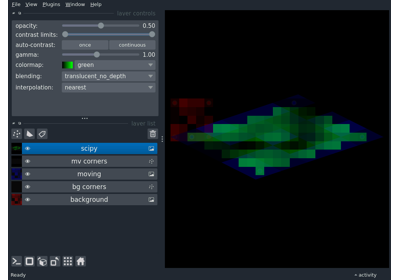 File View Plugins Window Help
layer controls
opacity: 0.50
contrast limits:
auto-contrast: once continuous
gamma: 1.00
colormap: green
blending: translucent_no_depth
interpolation: nearest
layer list
scipy
mv corners
moving
bg corners
background
Ready activity